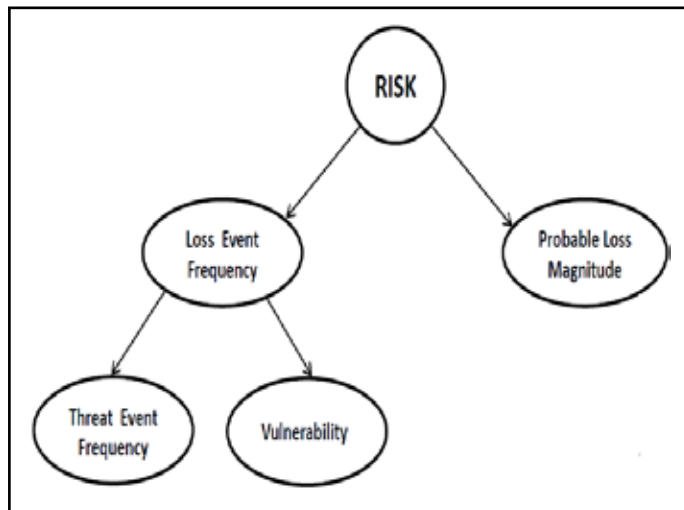 RISK
Loss Event
Frequency
Probable Loss
Magnitude
Threat Event
Frequency
Vulnerability